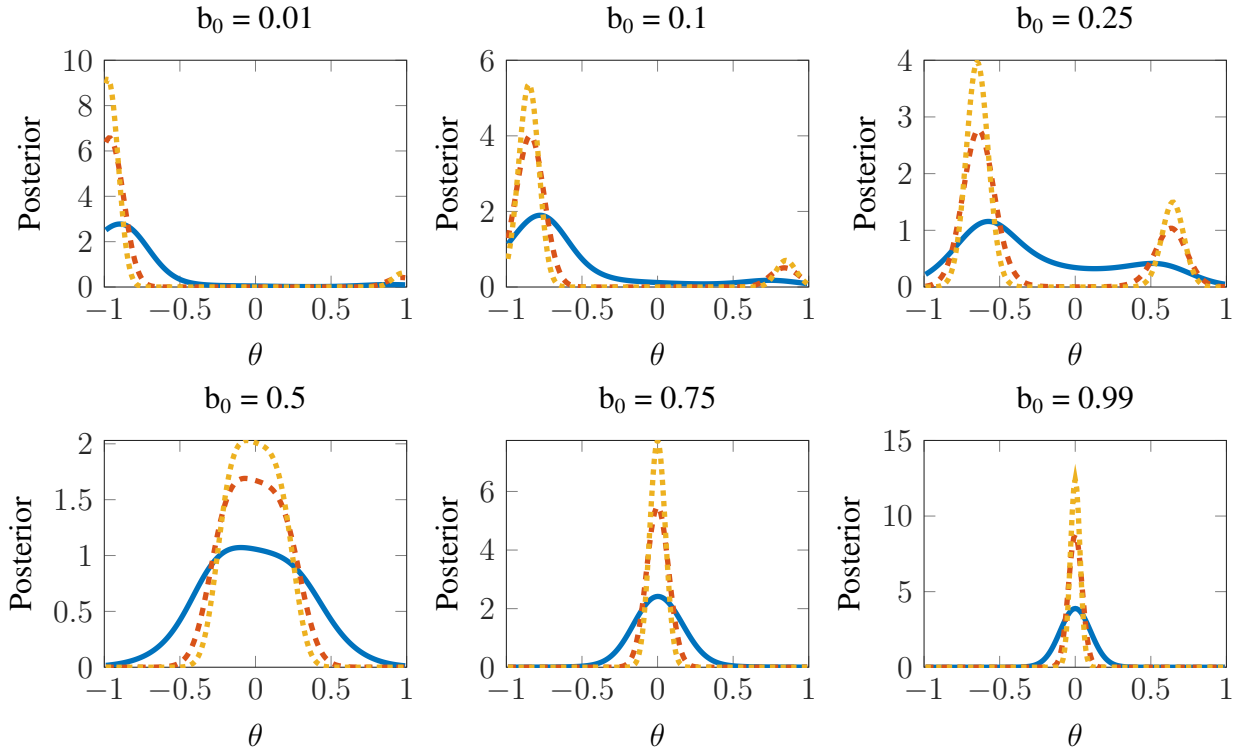 b₀ = 0.01
10
8
6
4
2
0
Posterior
−1 −0.5 0 0.5 1
θ
b₀ = 0.1
6
4
2
0
Posterior
−1 −0.5 0 0.5 1
θ
b₀ = 0.25
4
3
2
1
0
Posterior
−1 −0.5 0 0.5 1
θ
b₀ = 0.5
2
1.5
1
0.5
0
Posterior
−1 −0.5 0 0.5 1
θ
b₀ = 0.75
6
4
2
0
Posterior
−1 −0.5 0 0.5 1
θ
b₀ = 0.99
15
10
5
0
Posterior
−1 −0.5 0 0.5 1
θ